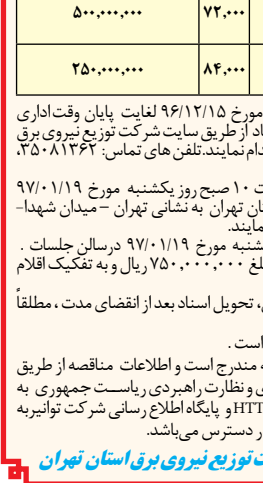 ۵۰۰,۰۰۰,۰۰۰ ۷۲,۰۰۰
۲۵۰,۰۰۰,۰۰۰ ۸۴,۰۰۰
مورخ ۹۶/۱۲/۱۵ لغایت پایان وقت اداری
اد از طریق سایت شرکت توزیع نیروی برق
دام نمایند.تلفن های تماس: ۳۵۰۸۱۳۶۲،
ت ۱۰ صبح روز یکشنبه مورخ ۹۷/۰۱/۱۹
ان تهران به نشانی تهران – میدان شهدا-
مایند.
شنبه مورخ ۹۷/۰۱/۱۹ درسالن جلسات .
لغ ۷۵۰,۰۰۰,۰۰۰ ریال و به تفکیک اقلام
، تحویل اسناد بعد از انقضای مدت ، مطلقاً
است .
ه مندرج است و اطلاعات مناقصه از طریق
ی و نظارت راهبردی ریاست جمهوری به
HTT و پایگاه اطلاع رسانی شرکت توانیر به
ر دسترس می‌باشد.
ت توزیع نیروی برق استان تهران